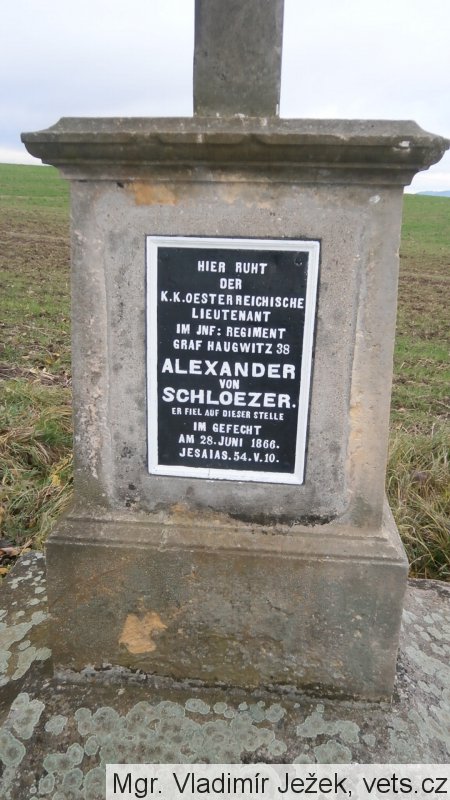 HIER RUHT
DER
K.K.OESTERREICHISCHE
LIEUTENANT
IM JNF: REGIMENT
GRAF HAUGWITZ 38
ALEXANDER
VON
SCHLOEZER.
ER FIEL AUF DIESER STELLE
IM GEFECHT
AM 28. JUNI 1866.
JESAIAS. 54. V. 10.
Mgr. Vladimír Ježek, vets.cz